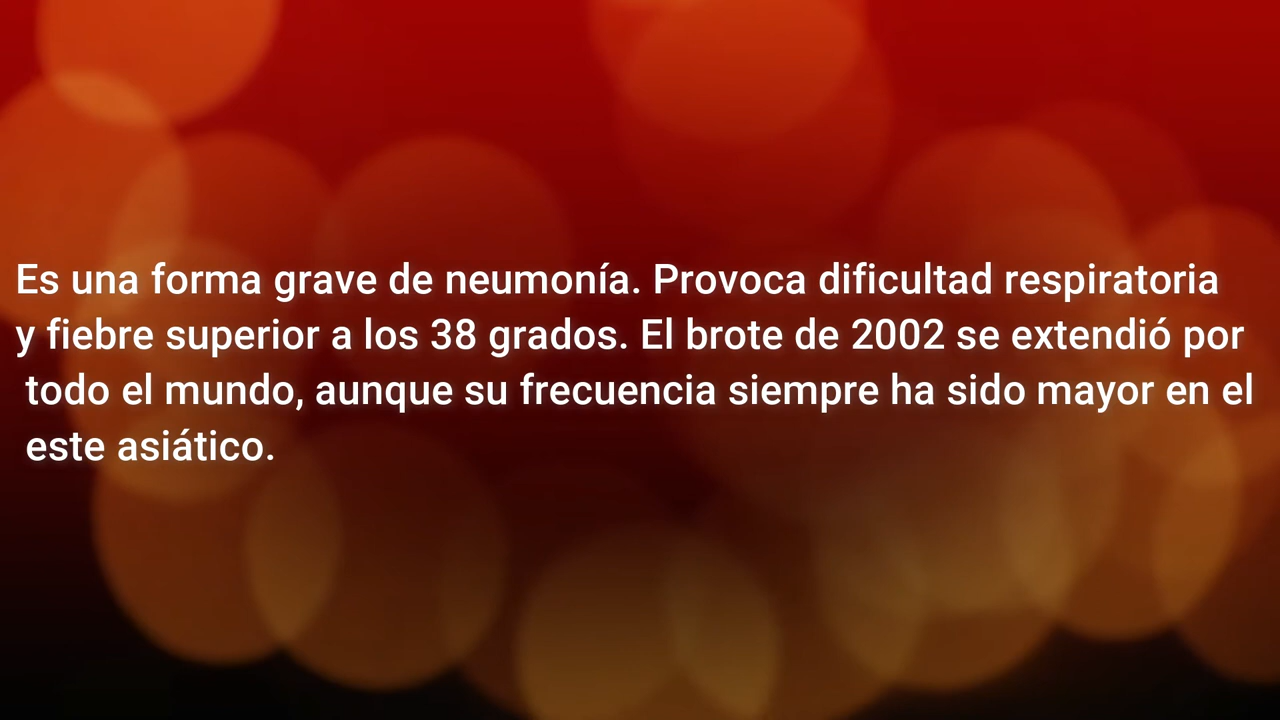 Es una forma grave de neumonía. Provoca dificultad respiratoria
y fiebre superior a los 38 grados. El brote de 2002 se extendió por
todo el mundo, aunque su frecuencia siempre ha sido mayor en el
este asiático.